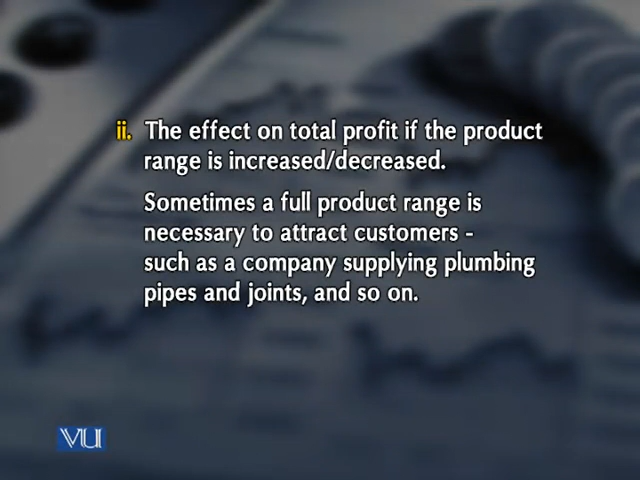 ii. The effect on total profit if the product
range is increased/decreased.
Sometimes a full product range is
necessary to attract customers -
such as a company supplying plumbing
pipes and joints, and so on.
VU